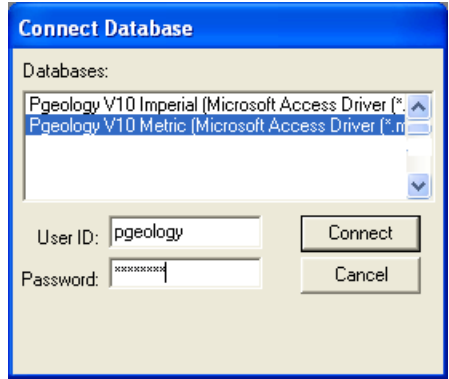 Connect Database
Databases:
Pgeology V10 Imperial (Microsoft Access Driver (*.
Pgeology V10 Metric (Microsoft Access Driver (*.m
User ID: pgeology
Connect
Password: ********
Cancel